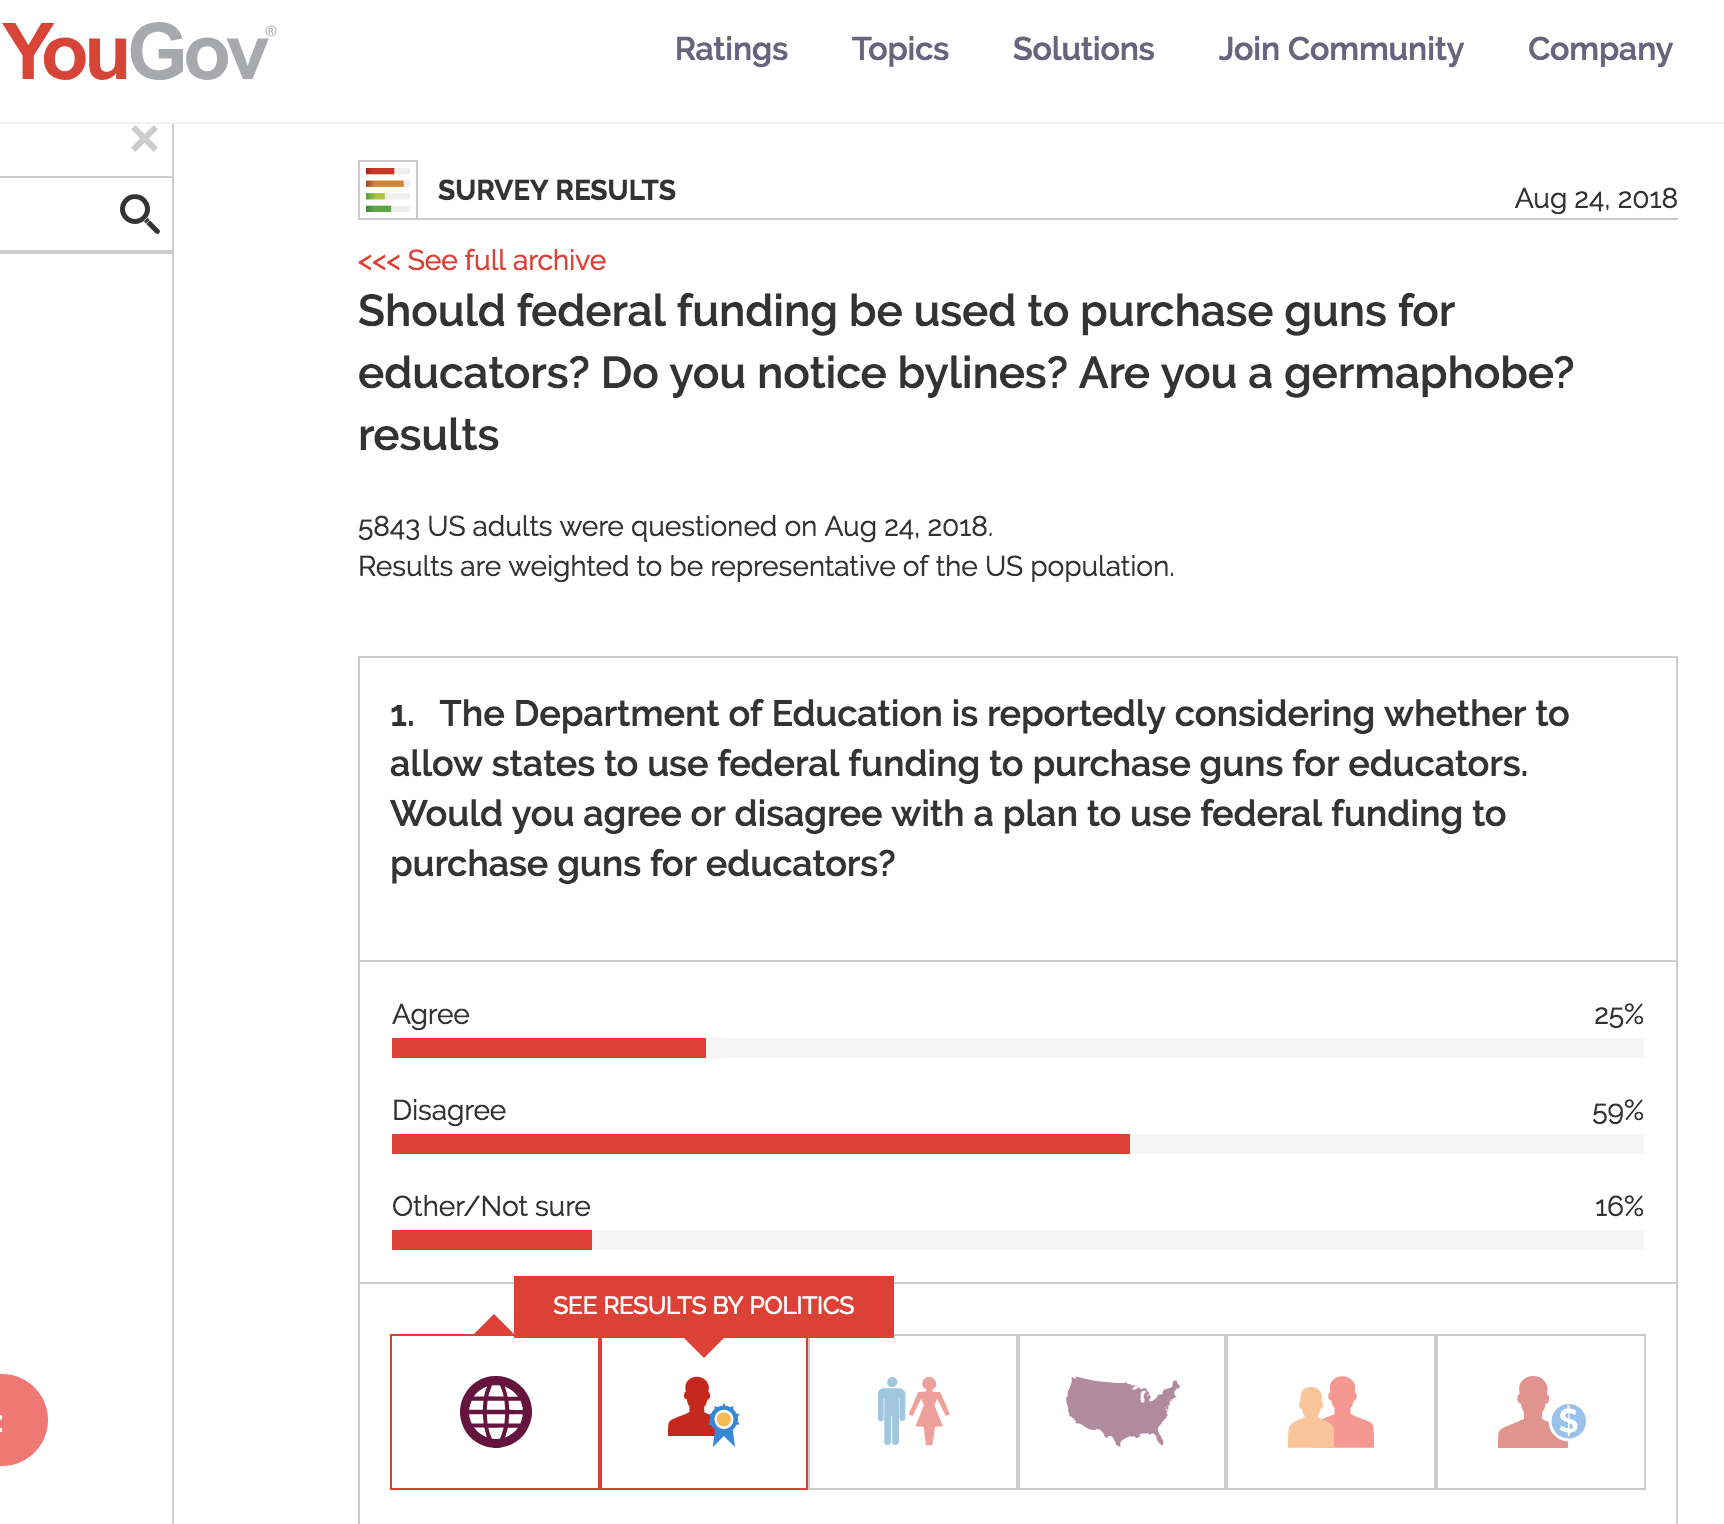 YouGov®
Ratings Topics Solutions Join Community Company
SURVEY RESULTS
Aug 24, 2018
<<< See full archive
Should federal funding be used to purchase guns for
educators? Do you notice bylines? Are you a germaphobe?
results
5843 US adults were questioned on Aug 24, 2018.
Results are weighted to be representative of the US population.
1. The Department of Education is reportedly considering whether to
allow states to use federal funding to purchase guns for educators.
Would you agree or disagree with a plan to use federal funding to
purchase guns for educators?
Agree 25%
Disagree 59%
Other/Not sure 16%
SEE RESULTS BY POLITICS
$